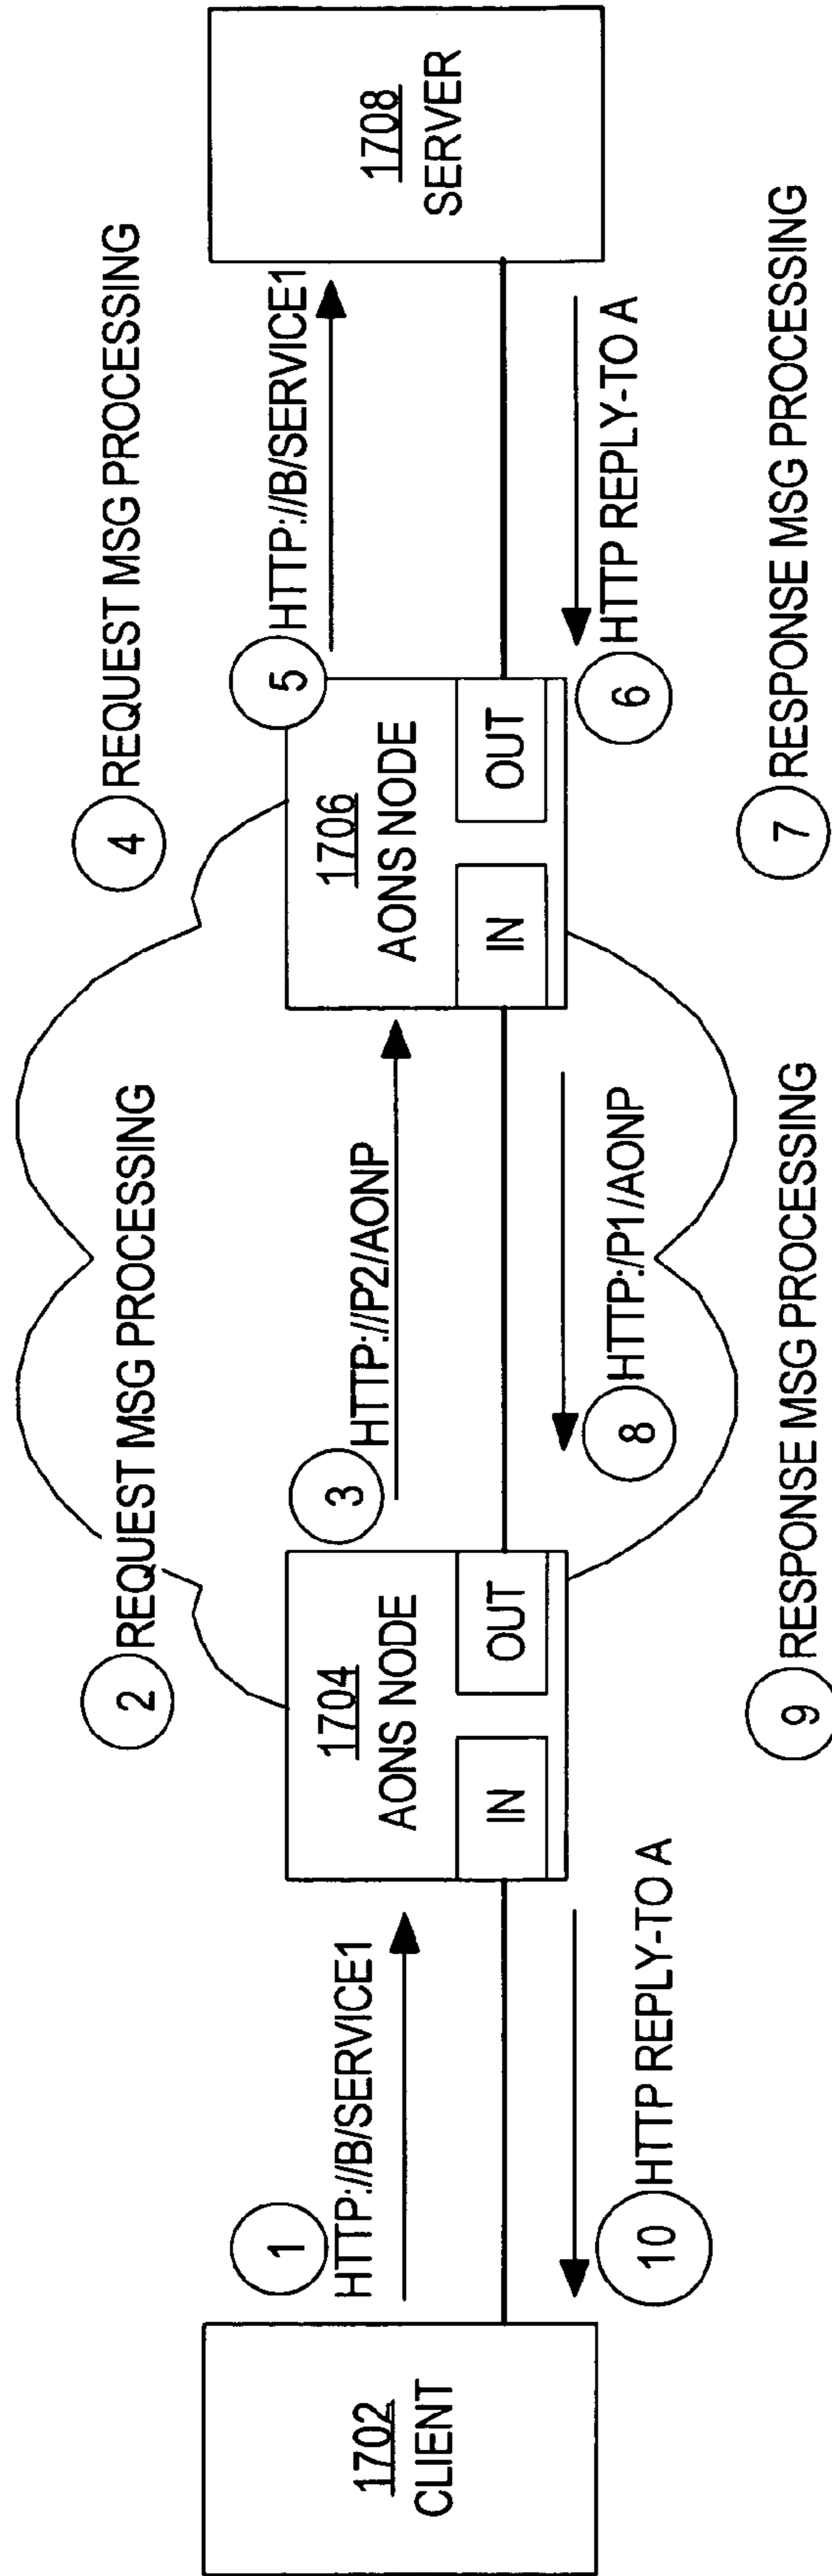 1702
CLIENT
1
HTTP://B/SERVICE1
10
HTTP REPLY-TO A
1704
AONS NODE
IN
OUT
2
REQUEST MSG PROCESSING
9
RESPONSE MSG PROCESSING
3
HTTP://P2/AONP
8
HTTP:/P1/AONP
1706
AONS NODE
IN
OUT
4
REQUEST MSG PROCESSING
7
RESPONSE MSG PROCESSING
5
HTTP://B/SERVICE1
6
HTTP REPLY-TO A
1708
SERVER